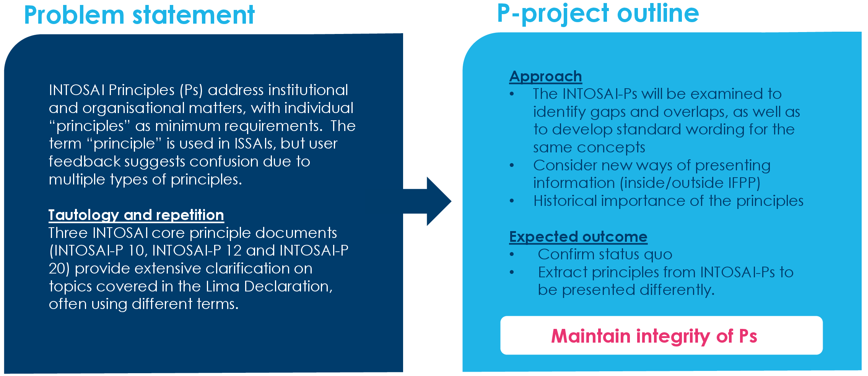 Problem statement
INTOSAI Principles (Ps) address institutional
and organisational matters, with individual
“principles” as minimum requirements.  The
term “principle” is used in ISSAIs, but user
feedback suggests confusion due to
multiple types of principles.
Tautology and repetition
Three INTOSAI core principle documents
(INTOSAI-P 10, INTOSAI-P 12 and INTOSAI-P
20) provide extensive clarification on
topics covered in the Lima Declaration,
often using different terms.
P-project outline
Approach
• The INTOSAI-Ps will be examined to
identify gaps and overlaps, as well as
to develop standard wording for the
same concepts
• Consider new ways of presenting
information (inside/outside IFPP)
• Historical importance of the principles
Expected outcome
• Confirm status quo
• Extract principles from INTOSAI-Ps to
be presented differently.
Maintain integrity of Ps